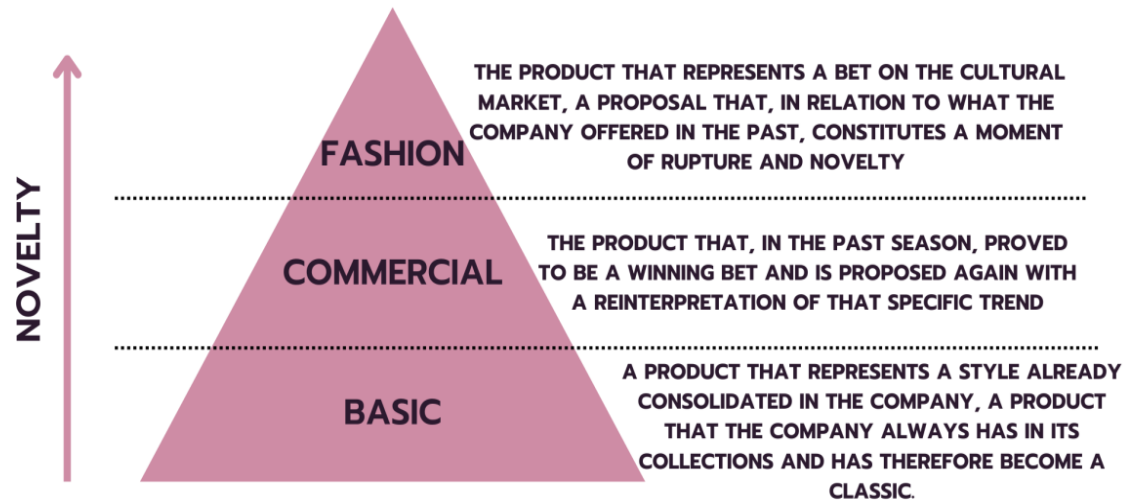 THE PRODUCT THAT REPRESENTS A BET ON THE CULTURAL
MARKET, A PROPOSAL THAT, IN RELATION TO WHAT THE
COMPANY OFFERED IN THE PAST, CONSTITUTES A MOMENT
OF RUPTURE AND NOVELTY
FASHION
NOVELTY
THE PRODUCT THAT, IN THE PAST SEASON, PROVED
TO BE A WINNING BET AND IS PROPOSED AGAIN WITH
A REINTERPRETATION OF THAT SPECIFIC TREND
COMMERCIAL
A PRODUCT THAT REPRESENTS A STYLE ALREADY
CONSOLIDATED IN THE COMPANY, A PRODUCT
THAT THE COMPANY ALWAYS HAS IN ITS
COLLECTIONS AND HAS THEREFORE BECOME A
CLASSIC.
BASIC